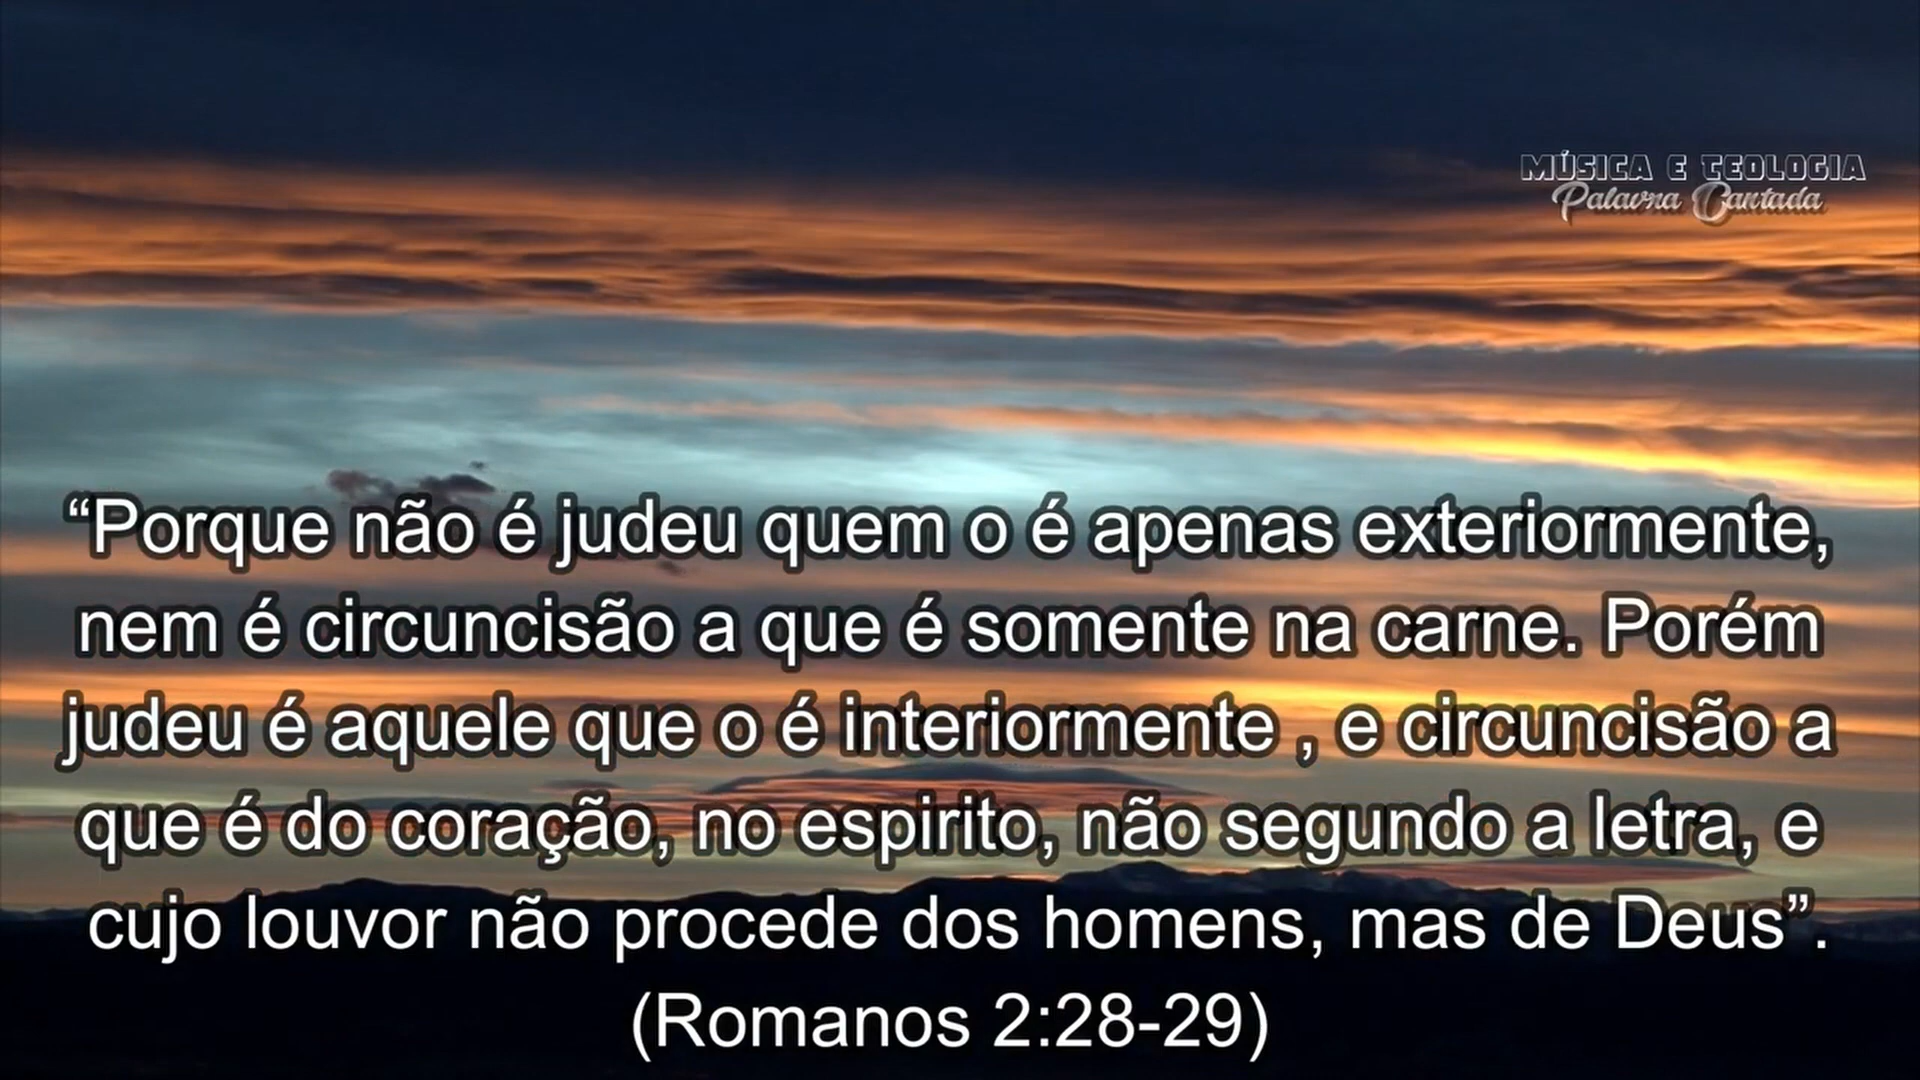 MÚSICA E TEOLOGIA
Palavra Cantada
“Porque não é judeu quem o é apenas exteriormente,
nem é circuncisão a que é somente na carne. Porém
judeu é aquele que o é interiormente , e circuncisão a
que é do coração, no espirito, não segundo a letra, e
cujo louvor não procede dos homens, mas de Deus”.
(Romanos 2:28-29)